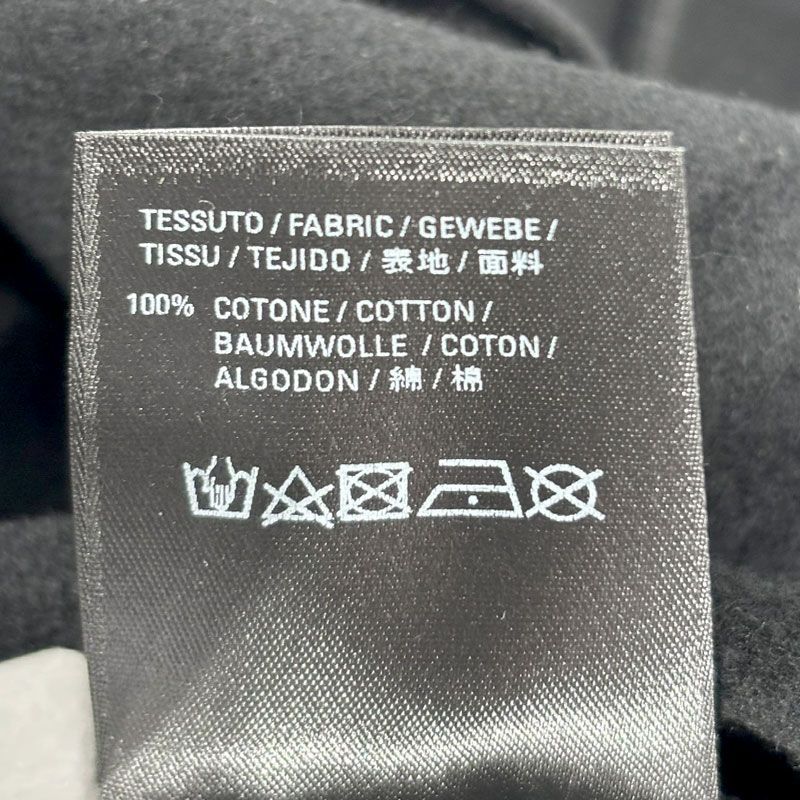 TESSUTO / FABRIC / GEWEBE /
TISSU / TEJIDO / 表地 / 面料
100% COTONE / COTTON /
BAUMWOLLE / COTON /
ALGODON / 綿 / 棉